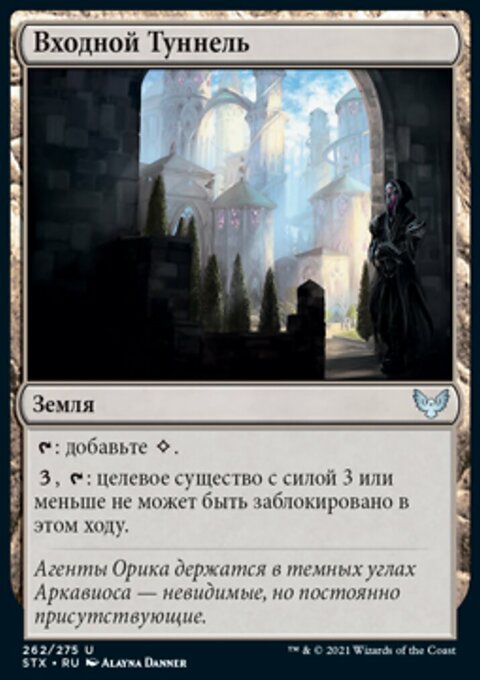 Входной Туннель
Земля
: добавьте .
3, : целевое существо с силой 3 или
меньше не может быть заблокировано в
этом ходу.
Агенты Орика держатся в темных углах
Аркавиоса — невидимые, но постоянно
присутствующие.
262/275 U
STX • RU Alayna Danner
™ & © 2021 Wizards of the Coast